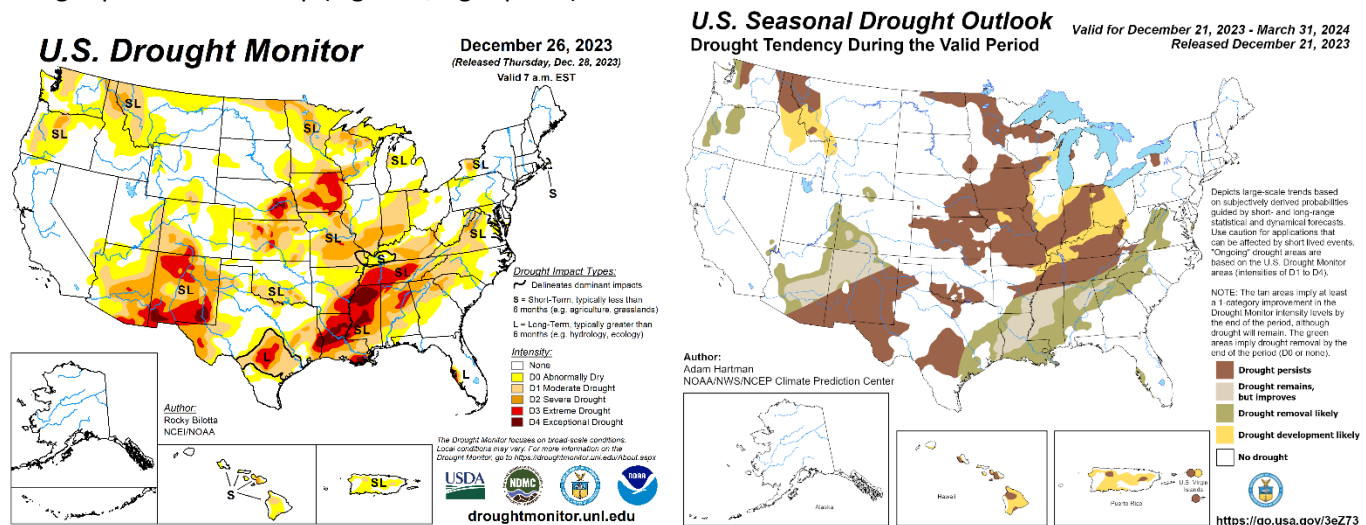 U.S. Drought Monitor
December 26, 2023
(Released Thursday, Dec. 28, 2023)
Valid 7 a.m. EST
SL
SL
SL
SL
SL
S
SL
SL
S
SL
SL
SL
SL
L
L
Drought Impact Types:
Delineates dominant impacts
S = Short-Term, typically less than
6 months (e.g. agriculture, grasslands)
L = Long-Term, typically greater than
6 months (e.g. hydrology, ecology)
Intensity:
None
D0 Abnormally Dry
D1 Moderate Drought
D2 Severe Drought
D3 Extreme Drought
D4 Exceptional Drought
Author:
Rocky Bilotta
NCEI/NOAA
S
SL
The Drought Monitor focuses on broad-scale conditions.
Local conditions may vary. For more information on the
Drought Monitor, go to https://droughtmonitor.unl.edu/About.aspx
USDA
NDMC
NOAA
droughtmonitor.unl.edu
U.S. Seasonal Drought Outlook
Drought Tendency During the Valid Period
Valid for December 21, 2023 - March 31, 2024
Released December 21, 2023
Depicts large-scale trends based
on subjectively derived probabilities
guided by short- and long-range
statistical and dynamical forecasts.
Use caution for applications that
can be affected by short lived events.
"Ongoing" drought areas are
based on the U.S. Drought Monitor
areas (intensities of D1 to D4).
NOTE: The tan areas imply at least
a 1-category improvement in the
Drought Monitor intensity levels by
the end of the period, although
drought will remain. The green
areas imply drought removal by the
end of the period (D0 or none).
Author:
Adam Hartman
NOAA/NWS/NCEP Climate Prediction Center
Drought persists
Drought remains,
but improves
Drought removal likely
Drought development likely
No drought
Alaska
Hawaii
Puerto Rico
U.S. Virgin
Islands
https://go.usa.gov/3eZ73